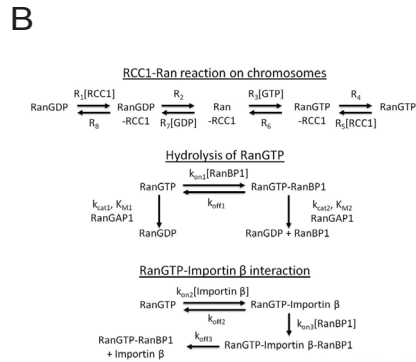 B
RCC1-Ran reaction on chromosomes
R1[RCC1] R2 R3[GTP] R4
RanGDP RanGDP Ran RanGTP RanGTP
-RCC1 -RCC1 -RCC1
R8 R7[GDP] R6 R5[RCC1]
Hydrolysis of RanGTP
kon1[RanBP1]
RanGTP RanGTP-RanBP1
koff1
kcat1, KM1 kcat2, KM2
RanGAP1 RanGAP1
RanGDP RanGDP + RanBP1
RanGTP-Importin β interaction
kon2[Importin β]
RanGTP RanGTP-Importin β
koff2
kon3[RanBP1]
RanGTP-RanBP1 koff3
+ Importin β RanGTP-Importin β-RanBP1